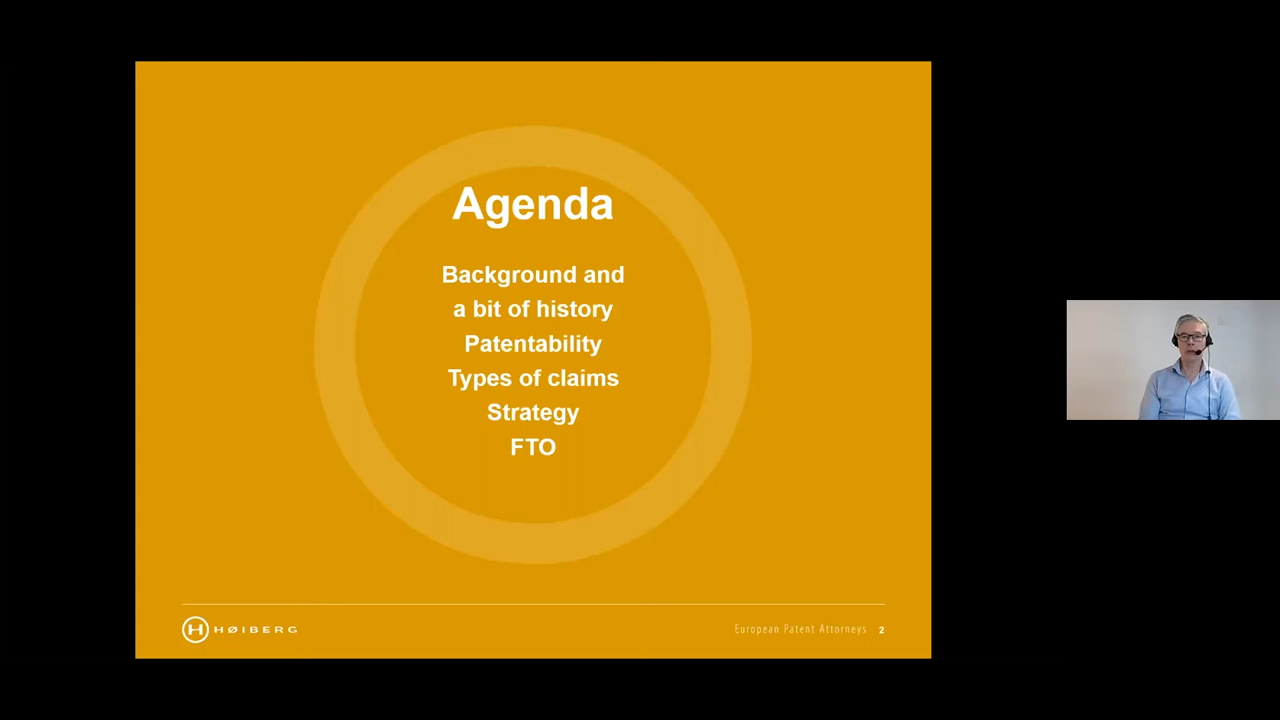 Agenda
Background and
a bit of history
Patentability
Types of claims
Strategy
FTO
HØIBERG
European Patent Attorneys 2